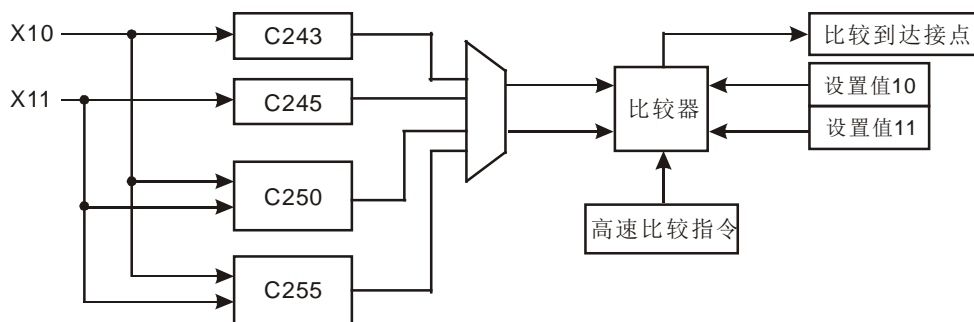 X10
C243
比较到达接点
X11
C245
比较器
设置值10
设置值11
C250
高速比较指令
C255